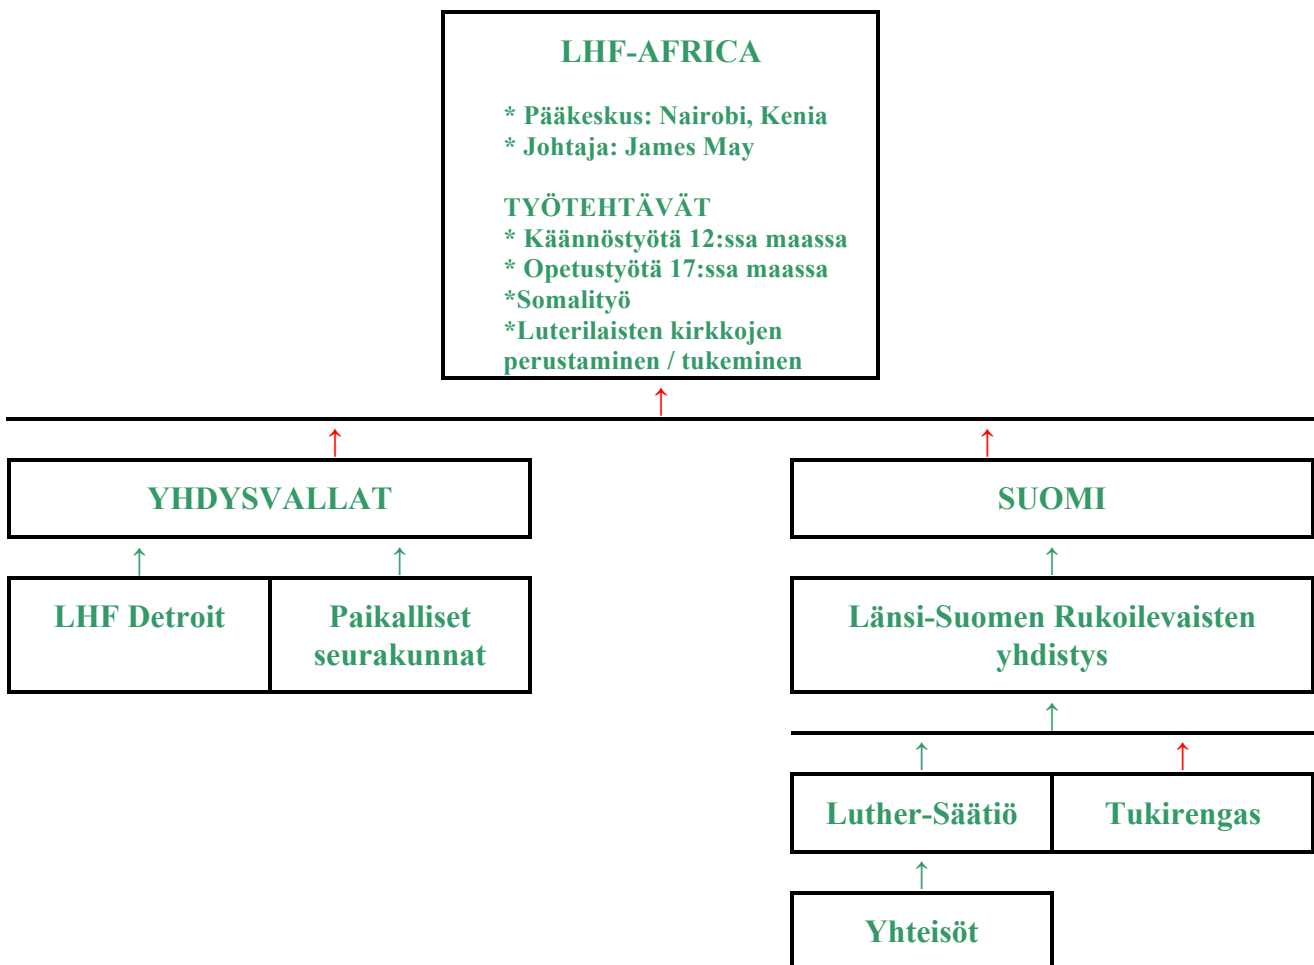 LHF-AFRICA
* Pääkeskus: Nairobi, Kenia
* Johtaja: James May
TYÖTEHTÄVÄT
* Käännöstyötä 12:ssa maassa
* Opetustyötä 17:ssa maassa
*Somalityö
*Luterilaisten kirkkojen
perustaminen / tukeminen
↑
↑ ↑
YHDYSVALLAT
SUOMI
↑ ↑ ↑
LHF Detroit
Paikalliset
seurakunnat
Länsi-Suomen Rukoilevaisten
yhdistys
↑
↑ ↑
Luther-Säätiö
Tukirengas
↑
Yhteisöt